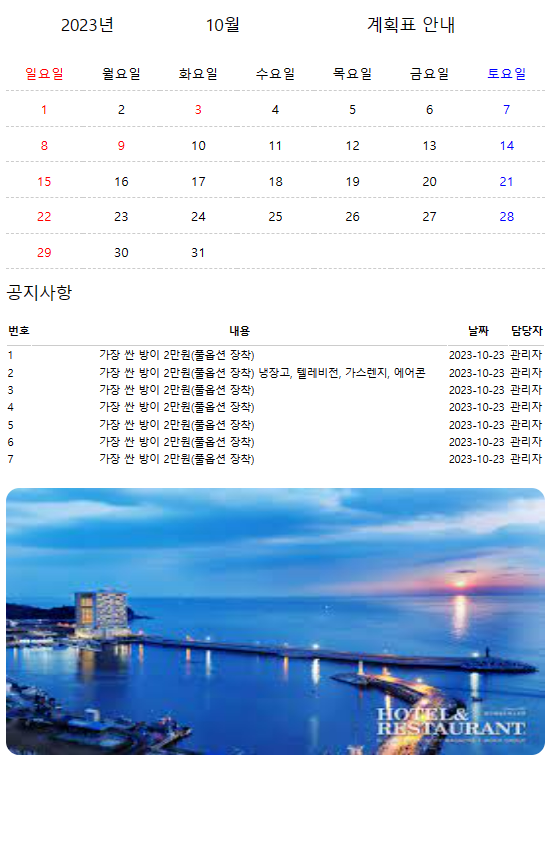 2023년 10월 계획표 안내
일요일 월요일 화요일 수요일 목요일 금요일 토요일
1 2 3 4 5 6 7
8 9 10 11 12 13 14
15 16 17 18 19 20 21
22 23 24 25 26 27 28
29 30 31
공지사항
번호 내용 날짜 담당자
1 가장 싼 방이 2만원(풀옵션 장착) 2023-10-23 관리자
2 가장 싼 방이 2만원(풀옵션 장착) 냉장고, 텔레비전, 가스렌지, 에어콘 2023-10-23 관리자
3 가장 싼 방이 2만원(풀옵션 장착) 2023-10-23 관리자
4 가장 싼 방이 2만원(풀옵션 장착) 2023-10-23 관리자
5 가장 싼 방이 2만원(풀옵션 장착) 2023-10-23 관리자
6 가장 싼 방이 2만원(풀옵션 장착) 2023-10-23 관리자
7 가장 싼 방이 2만원(풀옵션 장착) 2023-10-23 관리자
HOTEL&
RESTAURANT